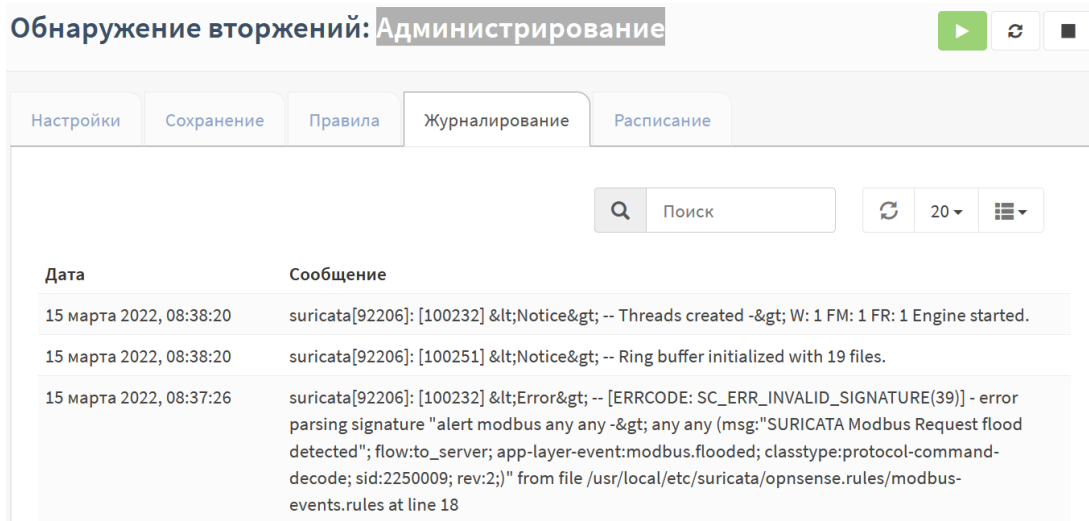 Обнаружение вторжений: Администрирование
Настройки
Сохранение
Правила
Журналирование
Расписание
Поиск
20
Дата
Сообщение
15 марта 2022, 08:38:20
suricata[92206]: [100232] &lt;Notice&gt; -- Threads created -&gt; W: 1 FM: 1 FR: 1 Engine started.
15 марта 2022, 08:38:20
suricata[92206]: [100251] &lt;Notice&gt; -- Ring buffer initialized with 19 files.
15 марта 2022, 08:37:26
suricata[92206]: [100232] &lt;Error&gt; -- [ERRCODE: SC_ERR_INVALID_SIGNATURE(39)] - error
parsing signature "alert modbus any any -&gt; any any (msg:"SURICATA Modbus Request flood
detected"; flow:to_server; app-layer-event:modbus.flooded; classtype:protocol-command-
decode; sid:2250009; rev:2;)" from file /usr/local/etc/suricata/opnsense.rules/modbus-
events.rules at line 18